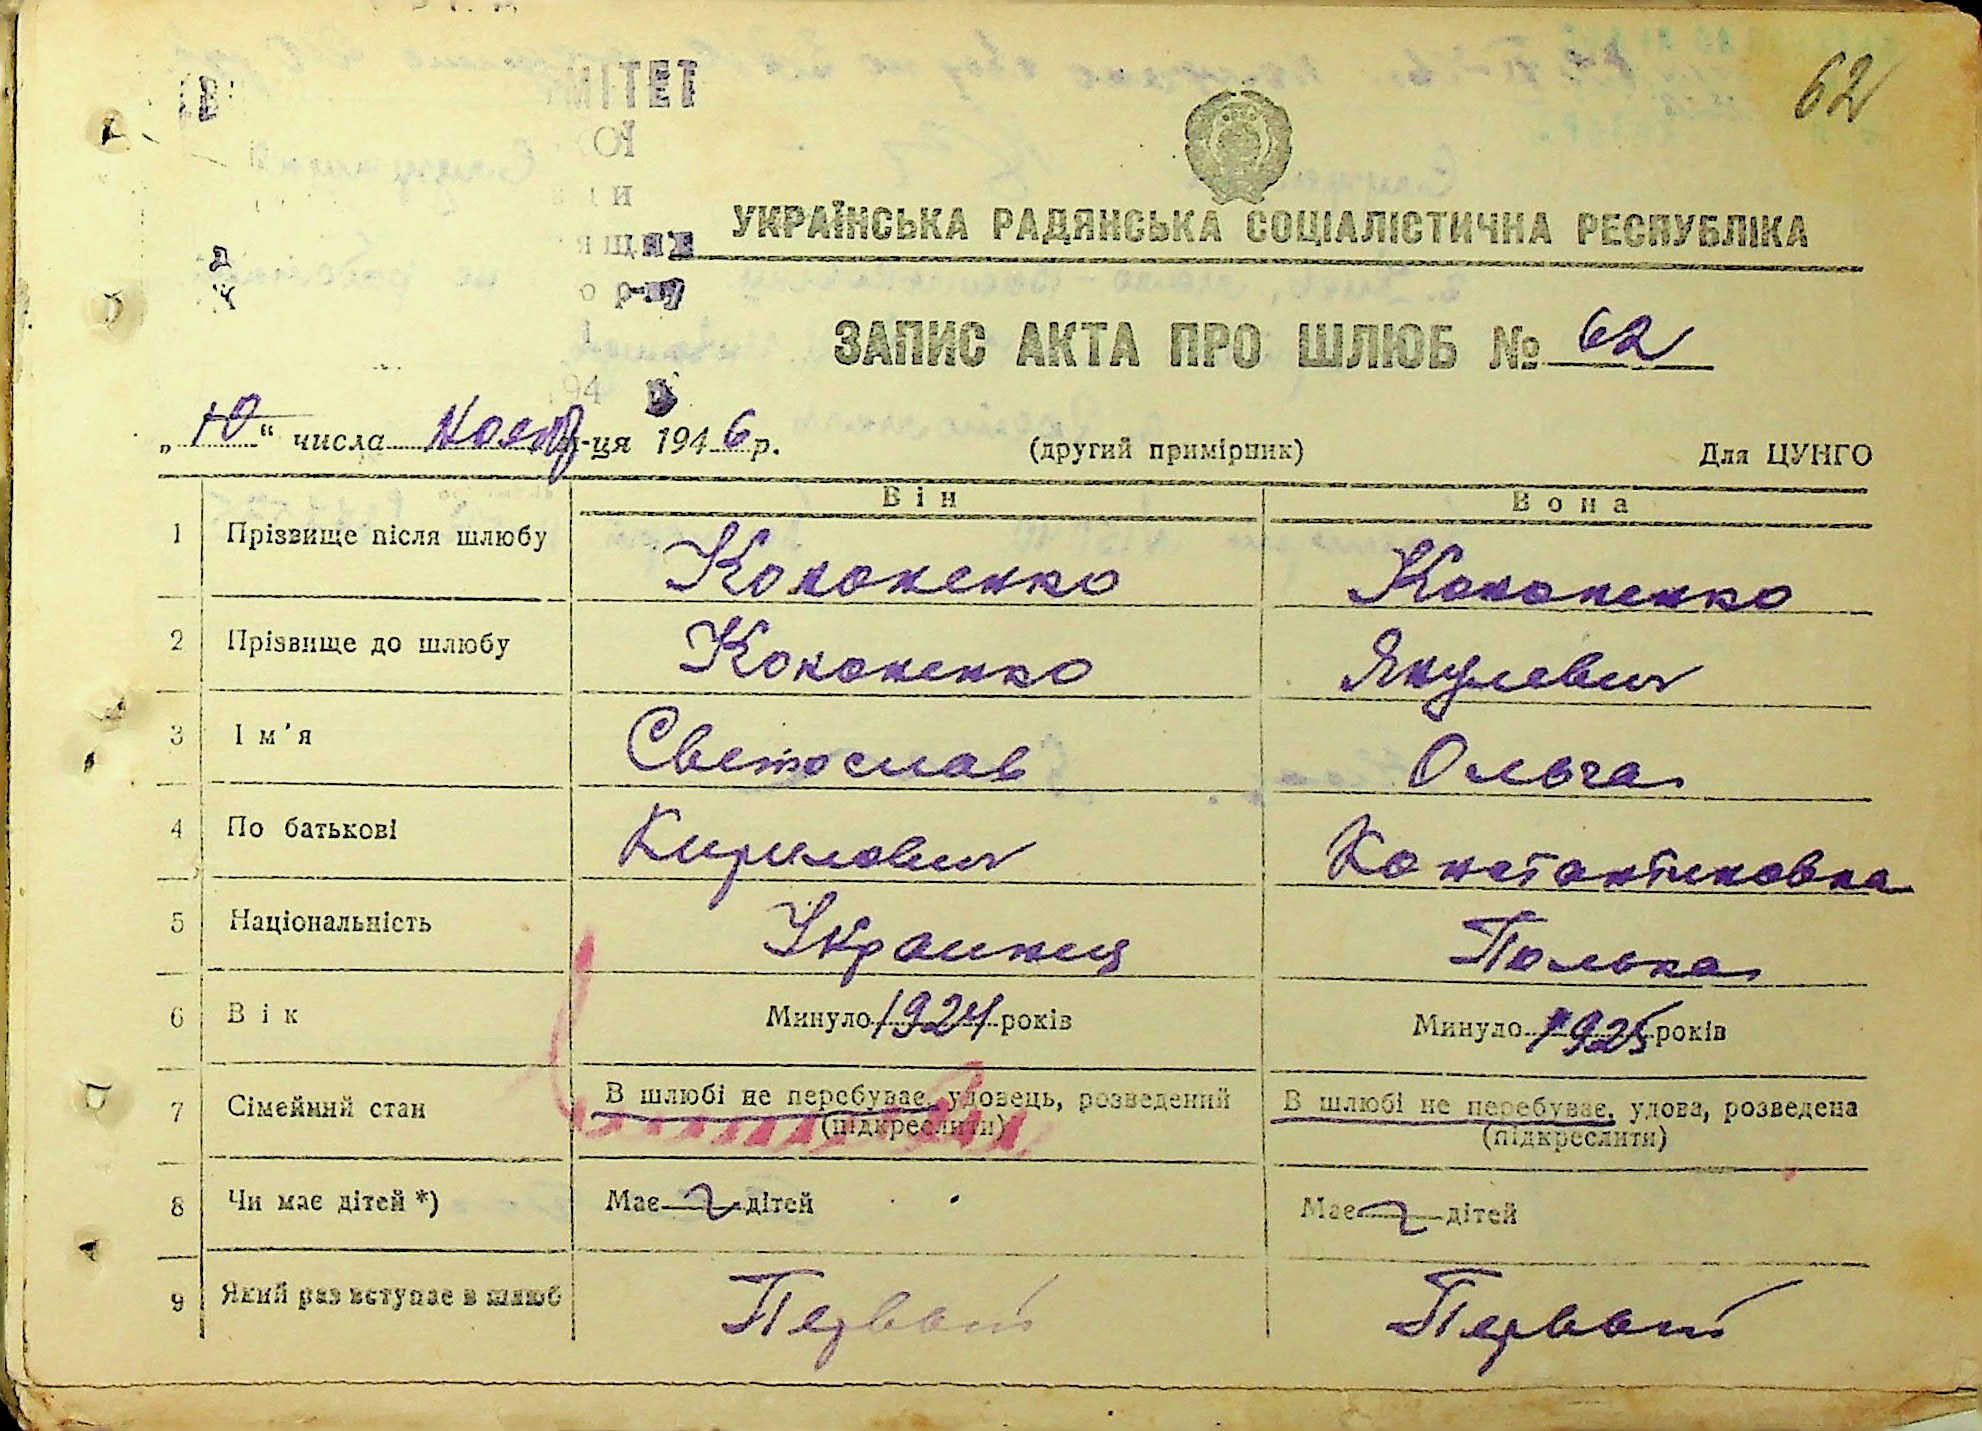 62
МІТЕТ
УКРАЇНСЬКА РАДЯНСЬКА СОЦІАЛІСТИЧНА РЕСПУБЛІКА
ЗАПИС АКТА ПРО ШЛЮБ № 62
„10“ числа Нояб м-ця 1946 р. (другий примірник) Для ЦУНГО
Він Вона
1 Прізвище після шлюбу Кононенко Кононенко
2 Прізвище до шлюбу Кононенко Янулевич
3 Ім'я Светослав Ольга
4 По батькові Кирилович Константиновна
5 Національність Украинец Полька
6 Вік Минуло 1924 років Минуло 1925 років
7 Сімейний стан В шлюбі не перебуває, удовець, розведений В шлюбі не перебуває, удова, розведена
(підкреслити) (підкреслити)
8 Чи має дітей *) Має дітей Має дітей
9 Який раз вступає в шлюб Первый Первый